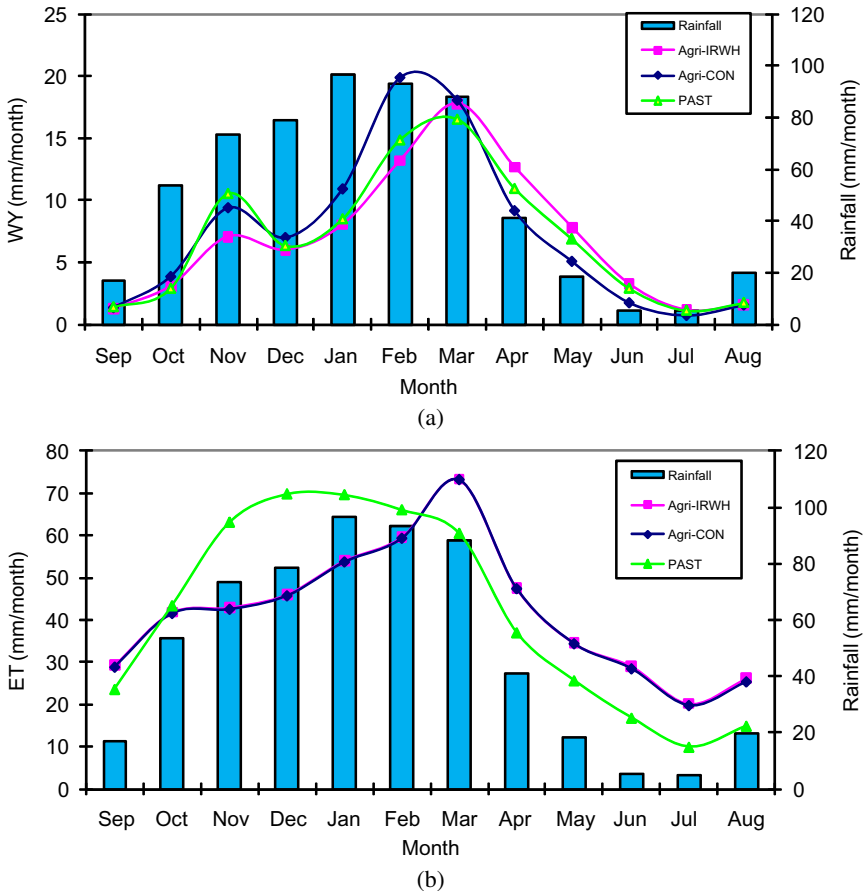 25 120
Rainfall
20 Agri-IRWH 100
Agri-CON
PAST 80
15
60
10
40
5 20
0 0
WY (mm/month)
Rainfall (mm/month)
Sep Oct Nov Dec Jan Feb Mar Apr May Jun Jul Aug
Month
(a)
80 120
Rainfall
70 Agri-IRWH 100
60 Agri-CON
PAST 80
50
40 60
30 40
20
20
10
0 0
ET (mm/month)
Rainfall (mm/month)
Sep Oct Nov Dec Jan Feb Mar Apr May Jun Jul Aug
Month
(b)